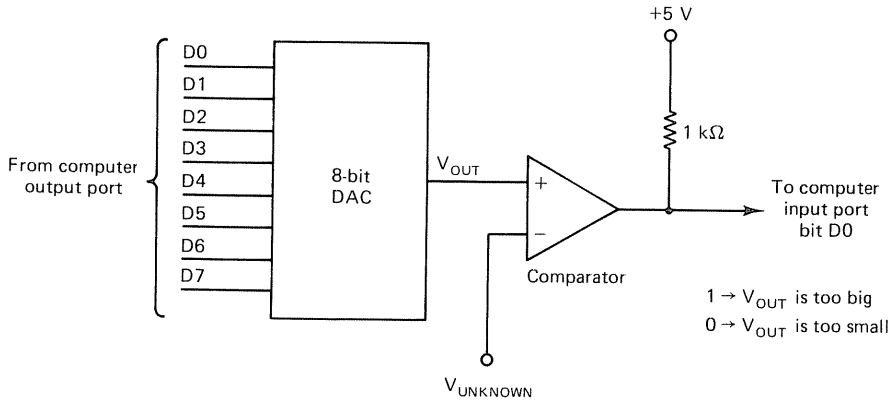 +5 V
D0
D1
D2
D3
D4
D5
D6
D7
From computer
output port
8-bit
DAC
V_OUT
+
−
Comparator
1 kΩ
To computer
input port
bit D0
1 → V_OUT is too big
0 → V_OUT is too small
V_UNKNOWN